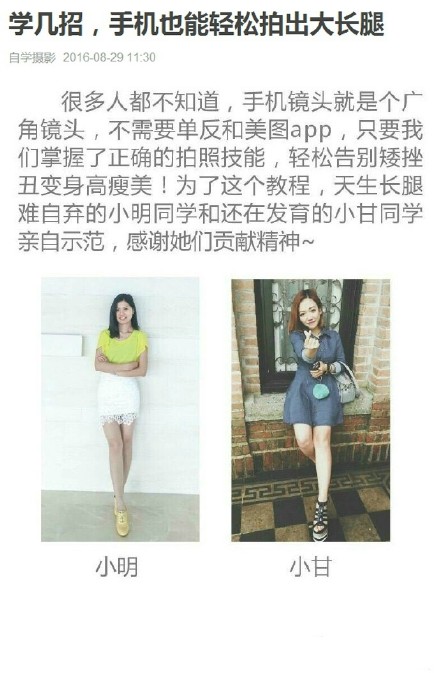 学几招，手机也能轻松拍出大长腿
自学摄影 2016-08-29 11:30
很多人都不知道，手机镜头就是个广
角镜头，不需要单反和美图app，只要我
们掌握了正确的拍照技能，轻松告别矮挫
丑变身高瘦美！为了这个教程，天生长腿
难自弃的小明同学和还在发育的小甘同学
亲自示范，感谢她们贡献精神~
小明
小甘